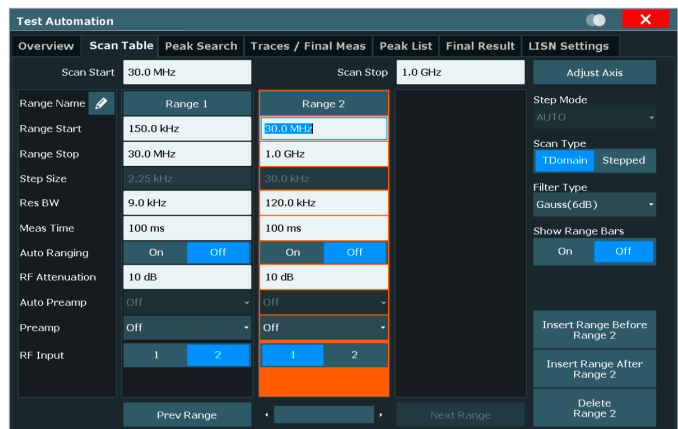 Test Automation
Overview Scan Table Peak Search Traces / Final Meas Peak List Final Result LISN Settings
Scan Start 30.0 MHz Scan Stop 1.0 GHz Adjust Axis
Range Name Range 1 Range 2 Step Mode
Range Start 150.0 kHz 30.0 MHz AUTO
Range Stop 30.0 MHz 1.0 GHz Scan Type
TDomain Stepped
Step Size 2.25 kHz 30.0 kHz Filter Type
Res BW 9.0 kHz 120.0 kHz Gauss(6dB)
Meas Time 100 ms 100 ms Show Range Bars
Auto Ranging On Off On Off On Off
RF Attenuation 10 dB 10 dB
Auto Preamp Off Off
Preamp Off Off Insert Range Before
Range 2
RF Input 1 2 1 2 Insert Range After
Range 2
Prev Range Next Range Delete
Range 2